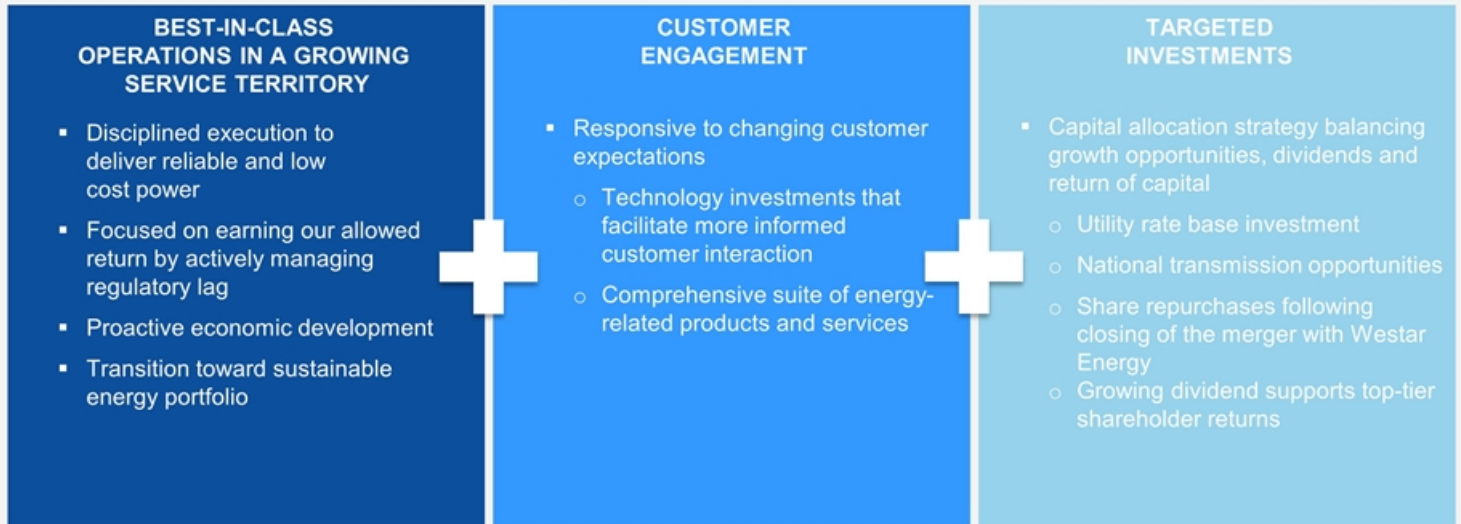 BEST-IN-CLASS
OPERATIONS IN A GROWING
SERVICE TERRITORY
▪ Disciplined execution to
deliver reliable and low
cost power
▪ Focused on earning our allowed
return by actively managing
regulatory lag
▪ Proactive economic development
▪ Transition toward sustainable
energy portfolio
CUSTOMER
ENGAGEMENT
▪ Responsive to changing customer
expectations
o Technology investments that
facilitate more informed
customer interaction
o Comprehensive suite of energy-
related products and services
TARGETED
INVESTMENTS
▪ Capital allocation strategy balancing
growth opportunities, dividends and
return of capital
o Utility rate base investment
o National transmission opportunities
o Share repurchases following
closing of the merger with Westar
Energy
o Growing dividend supports top-tier
shareholder returns